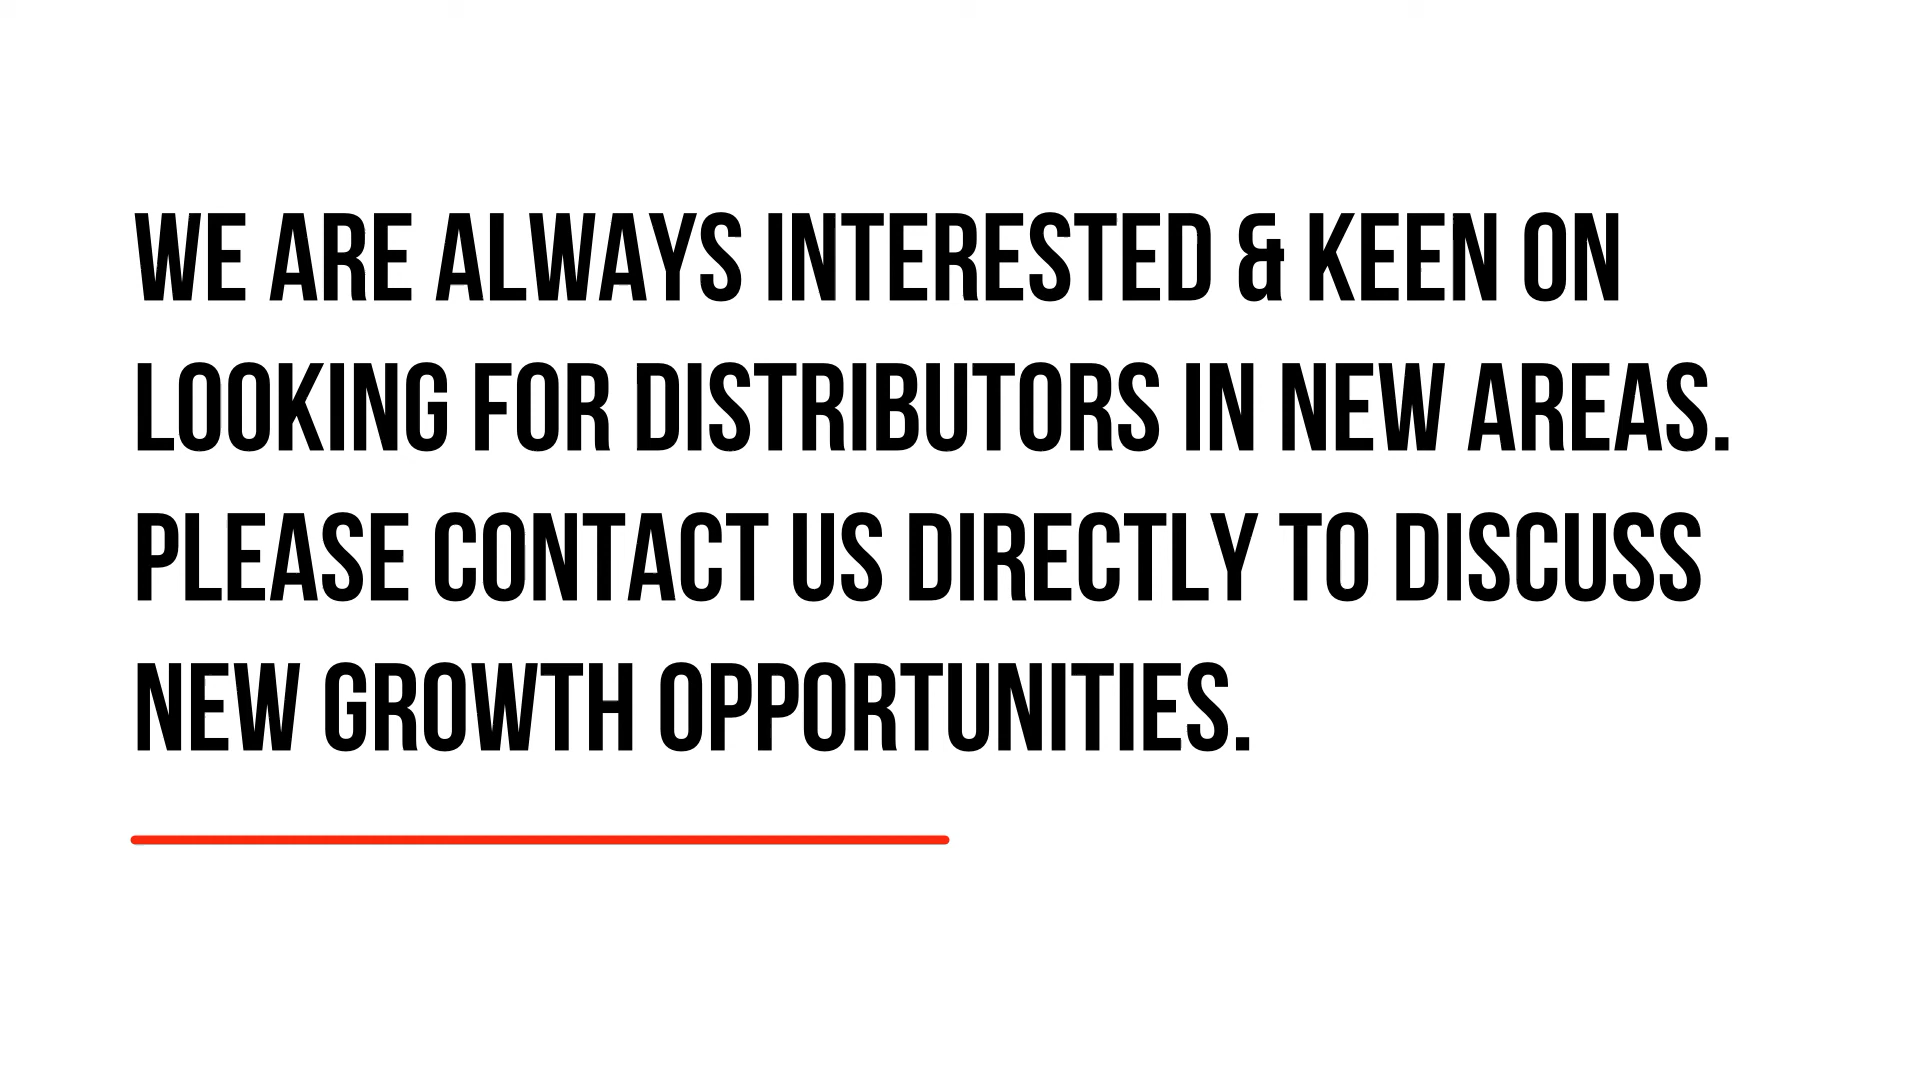 WE ARE ALWAYS INTERESTED & KEEN ON
LOOKING FOR DISTRIBUTORS IN NEW AREAS.
PLEASE CONTACT US DIRECTLY TO DISCUSS
NEW GROWTH OPPORTUNITIES.